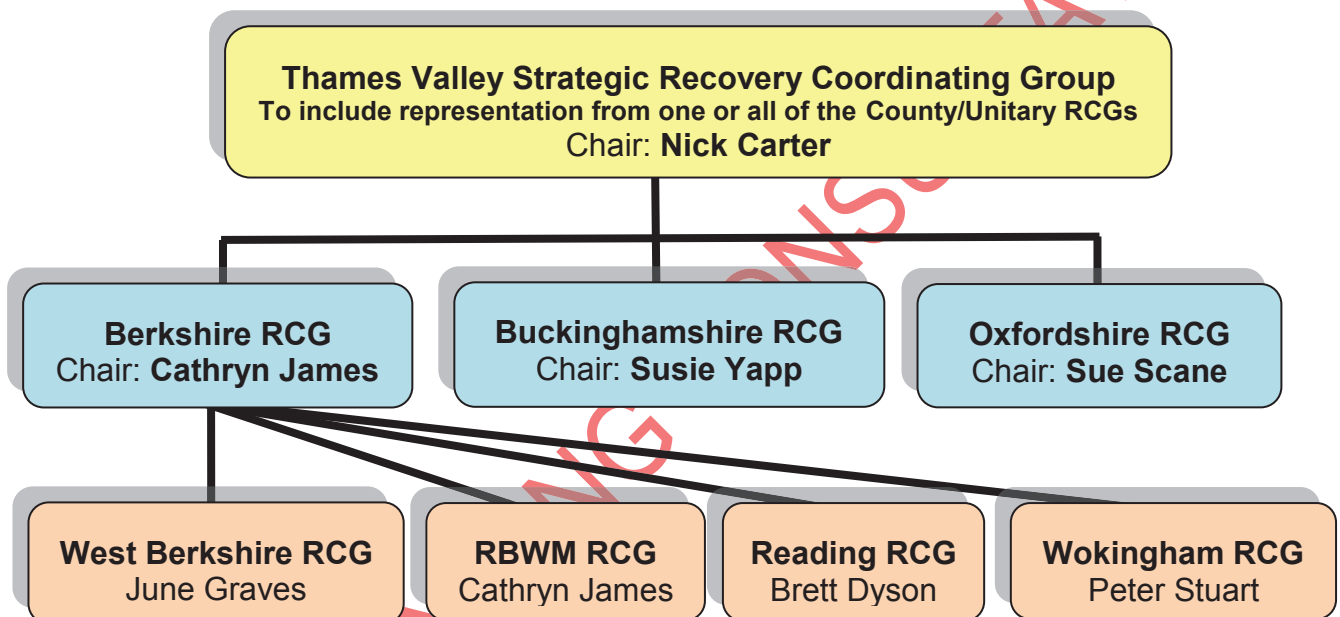 Thames Valley Strategic Recovery Coordinating Group
To include representation from one or all of the County/Unitary RCGs
Chair: Nick Carter
Berkshire RCG
Chair: Cathryn James
Buckinghamshire RCG
Chair: Susie Yapp
Oxfordshire RCG
Chair: Sue Scane
West Berkshire RCG
June Graves
RBWM RCG
Cathryn James
Reading RCG
Brett Dyson
Wokingham RCG
Peter Stuart